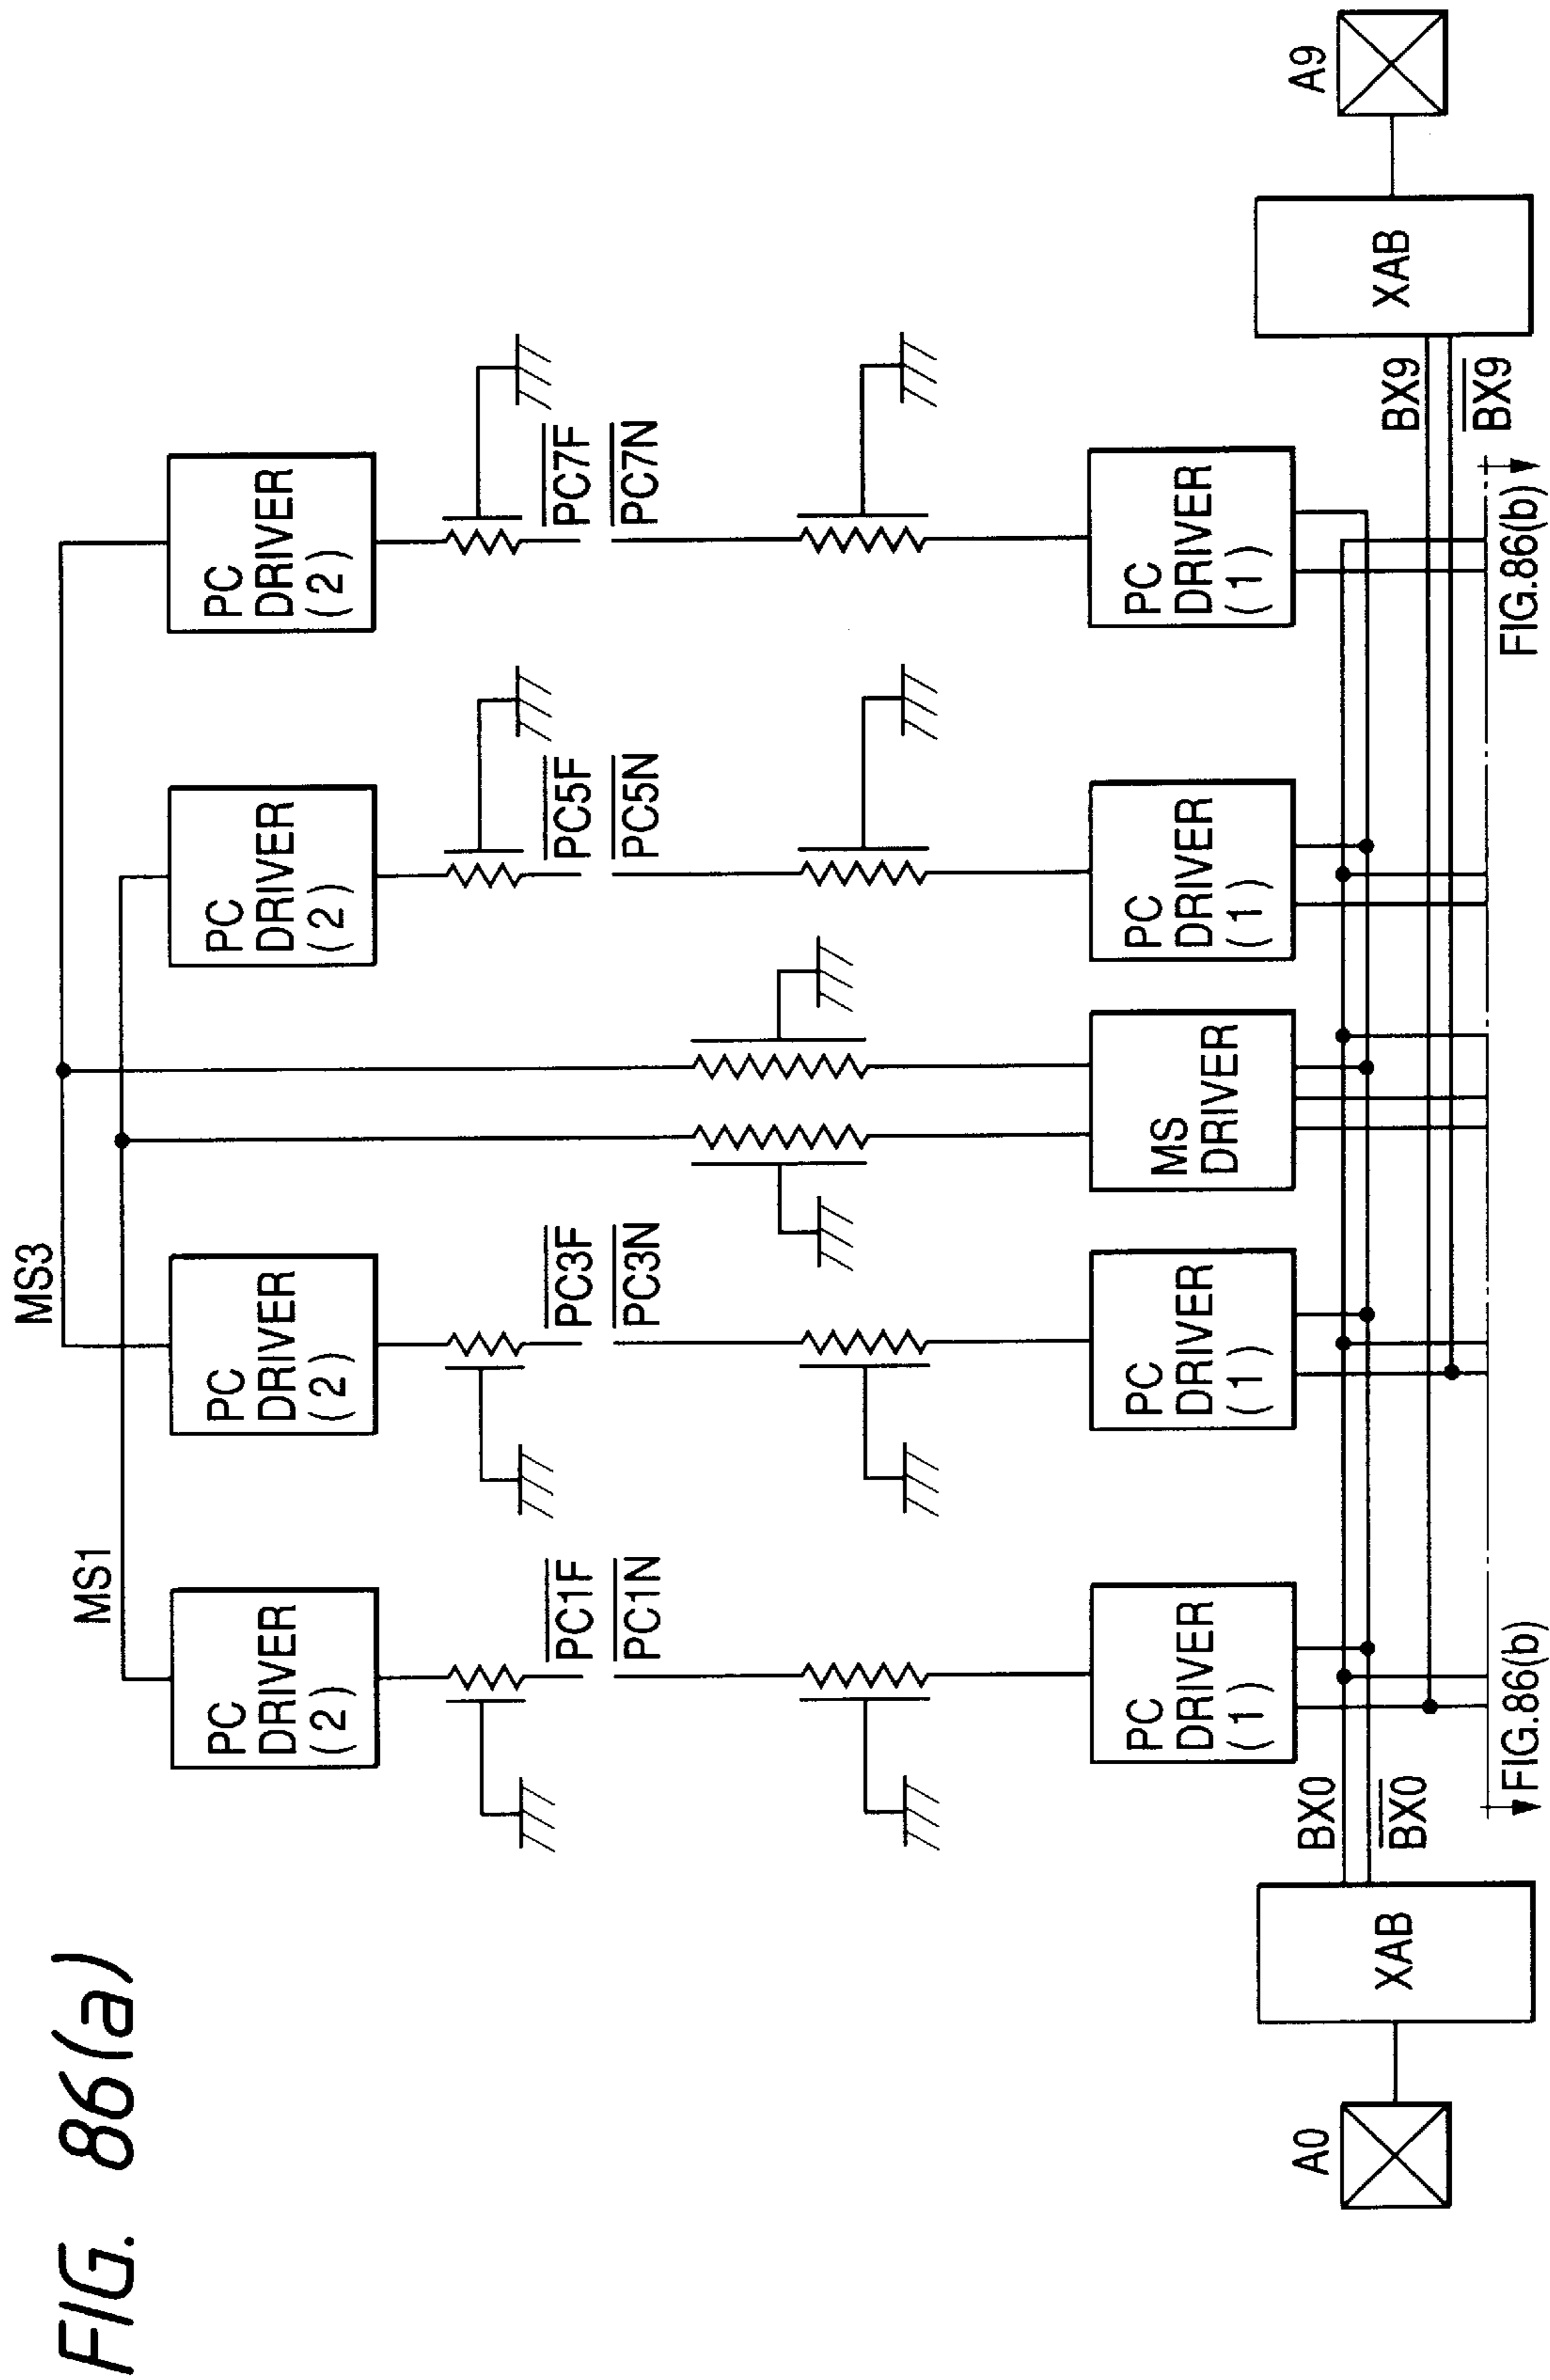 FIG. 86(a)
MS3
MS1
PC
DRIVER
(2)
PC
DRIVER
(2)
PC
DRIVER
(2)
PC
DRIVER
(2)
PC1F
PC1N
PC3F
PC3N
PC5F
PC5N
PC7F
PC7N
PC
DRIVER
(1)
PC
DRIVER
(1)
MS
DRIVER
PC
DRIVER
(1)
PC
DRIVER
(1)
A0
XAB
BX0
BX0
BX9
BX9
XAB
A9
FIG.86(b)
FIG.86(b)